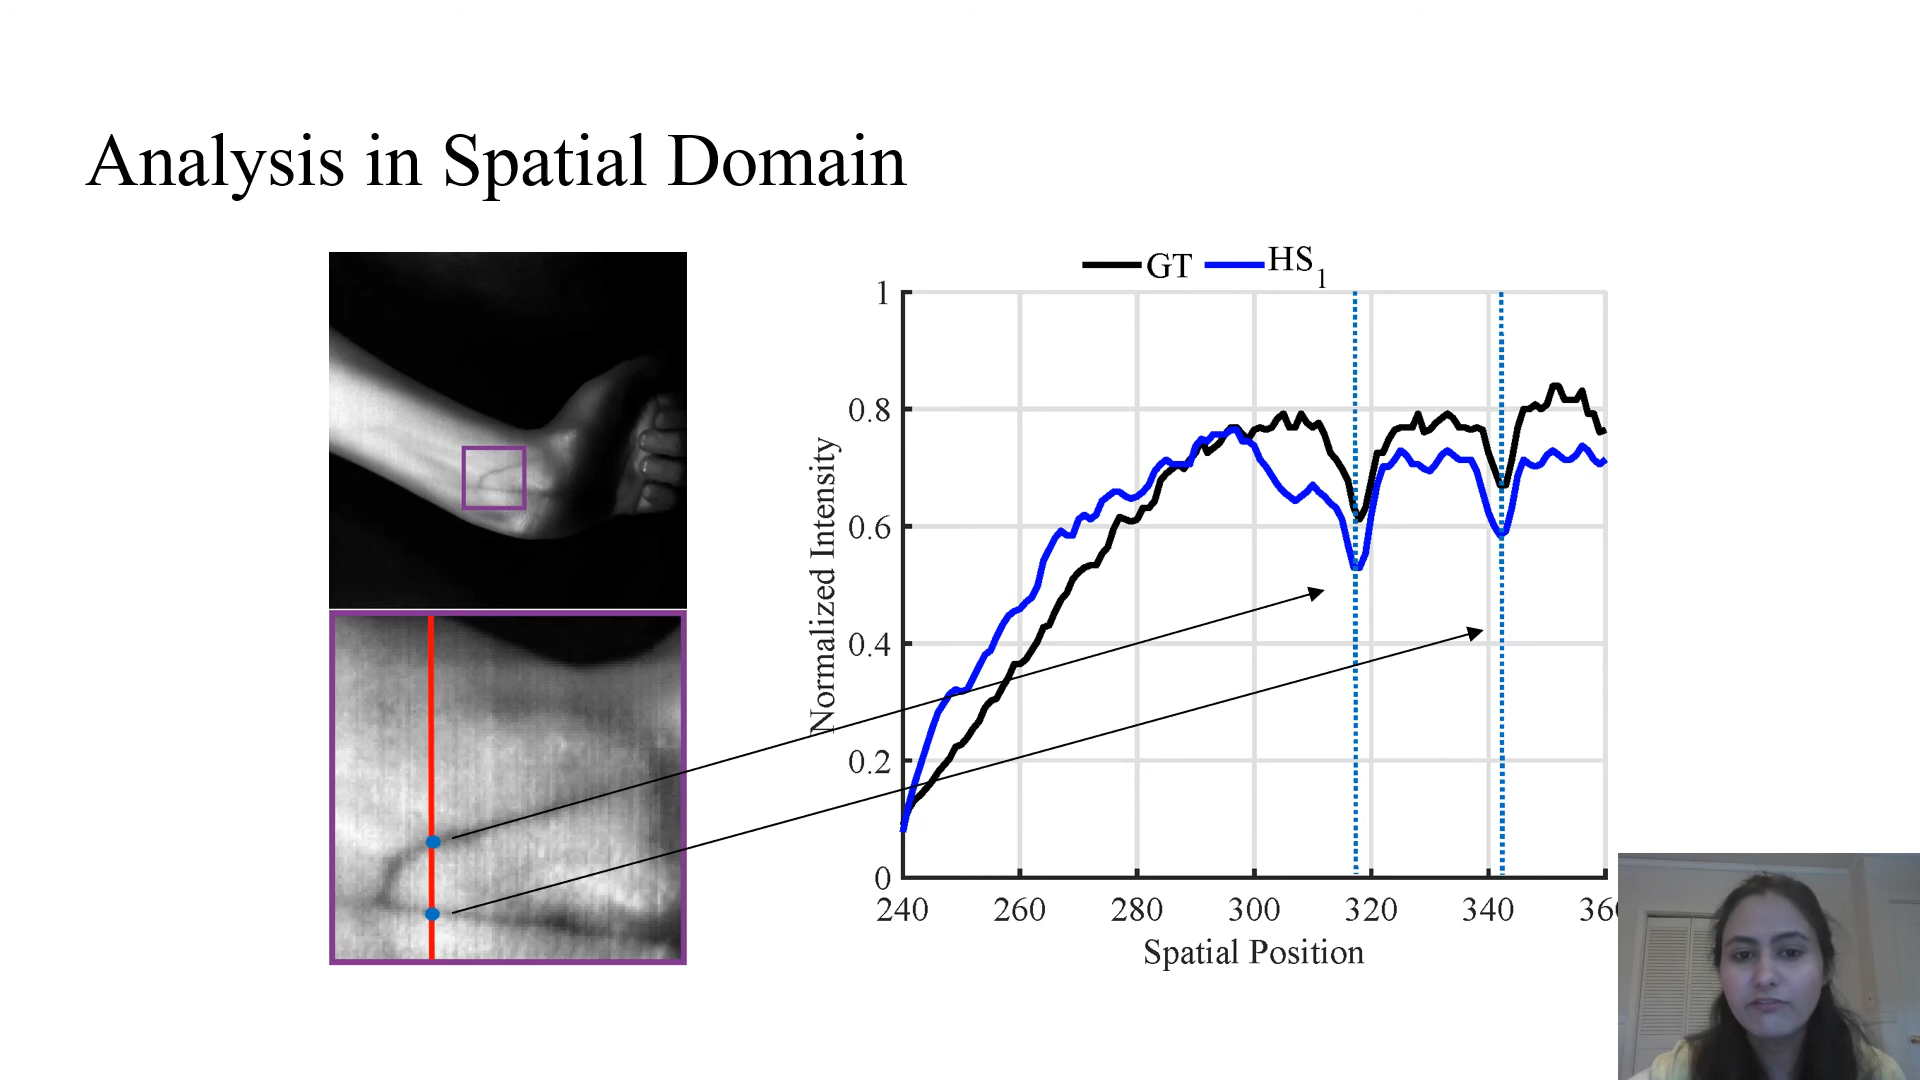 Analysis in Spatial Domain
GT HS1
1
0.8
0.6
0.4
0.2
0
Normalized Intensity
240 260 280 300 320 340 36
Spatial Position